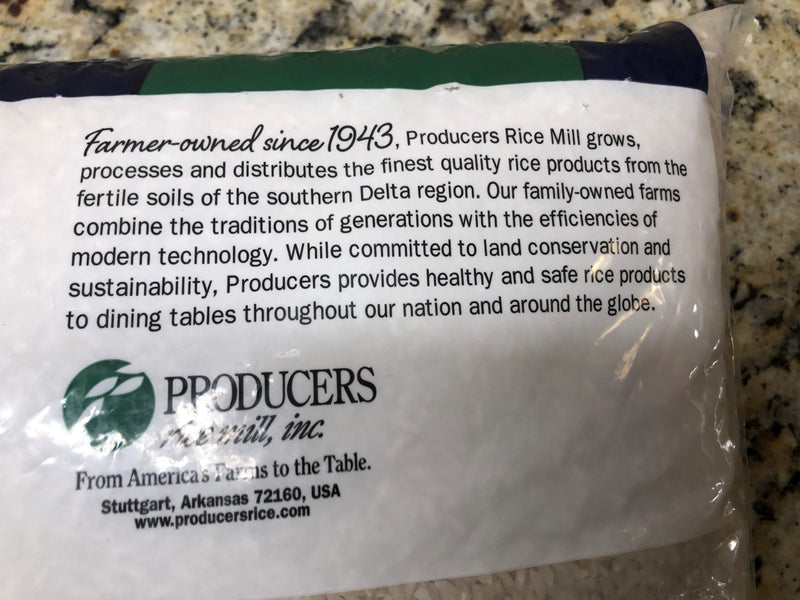 Farmer-owned since 1943, Producers Rice Mill grows,
processes and distributes the finest quality rice products from the
fertile soils of the southern Delta region. Our family-owned farms
combine the traditions of generations with the efficiencies of
modern technology. While committed to land conservation and
sustainability, Producers provides healthy and safe rice products
to dining tables throughout our nation and around the globe.
PRODUCERS
rice mill, inc.
From America's Farms to the Table.
Stuttgart, Arkansas 72160, USA
www.producersrice.com